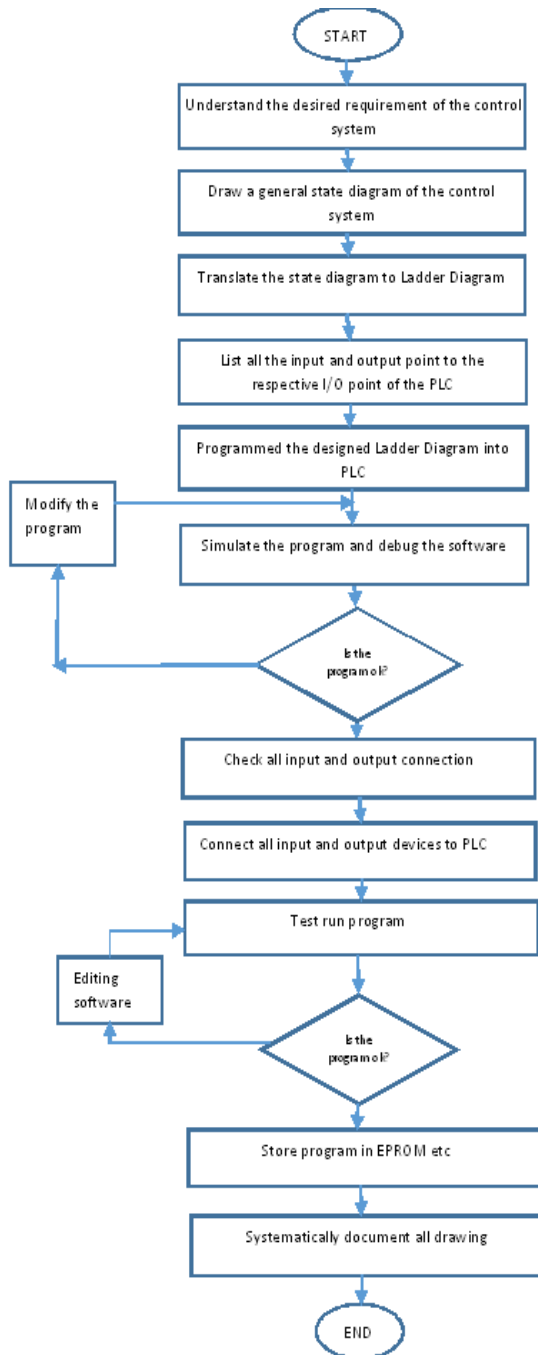 START
Understand the desired requirement of the control
system
Draw a general state diagram of the control
system
Translate the state diagram to Ladder Diagram
List all the input and output point to the
respective I/O point of the PLC
Programmed the designed Ladder Diagram into
PLC
Modify the
program
Simulate the program and debug the software
Is the
program ok?
Check all input and output connection
Connect all input and output devices to PLC
Test run program
Editing
software
Is the
program ok?
Store program in EPROM etc
Systematically document all drawing
END